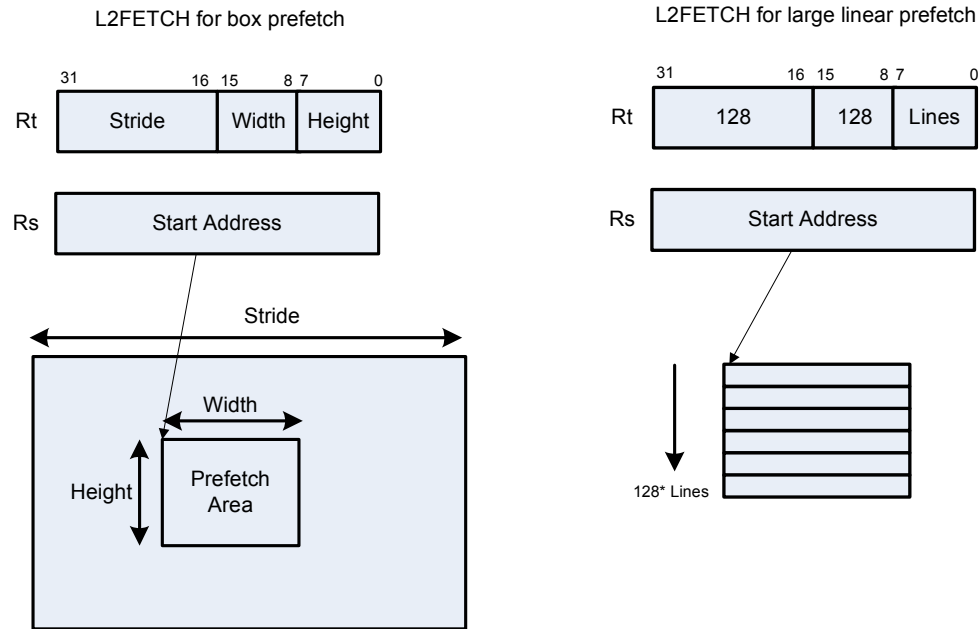 L2FETCH for box prefetch
31 16 15 8 7 0
Rt Stride Width Height
Rs Start Address
Stride
Width
Height
Prefetch
Area
L2FETCH for large linear prefetch
31 16 15 8 7 0
Rt 128 128 Lines
Rs Start Address
128* Lines